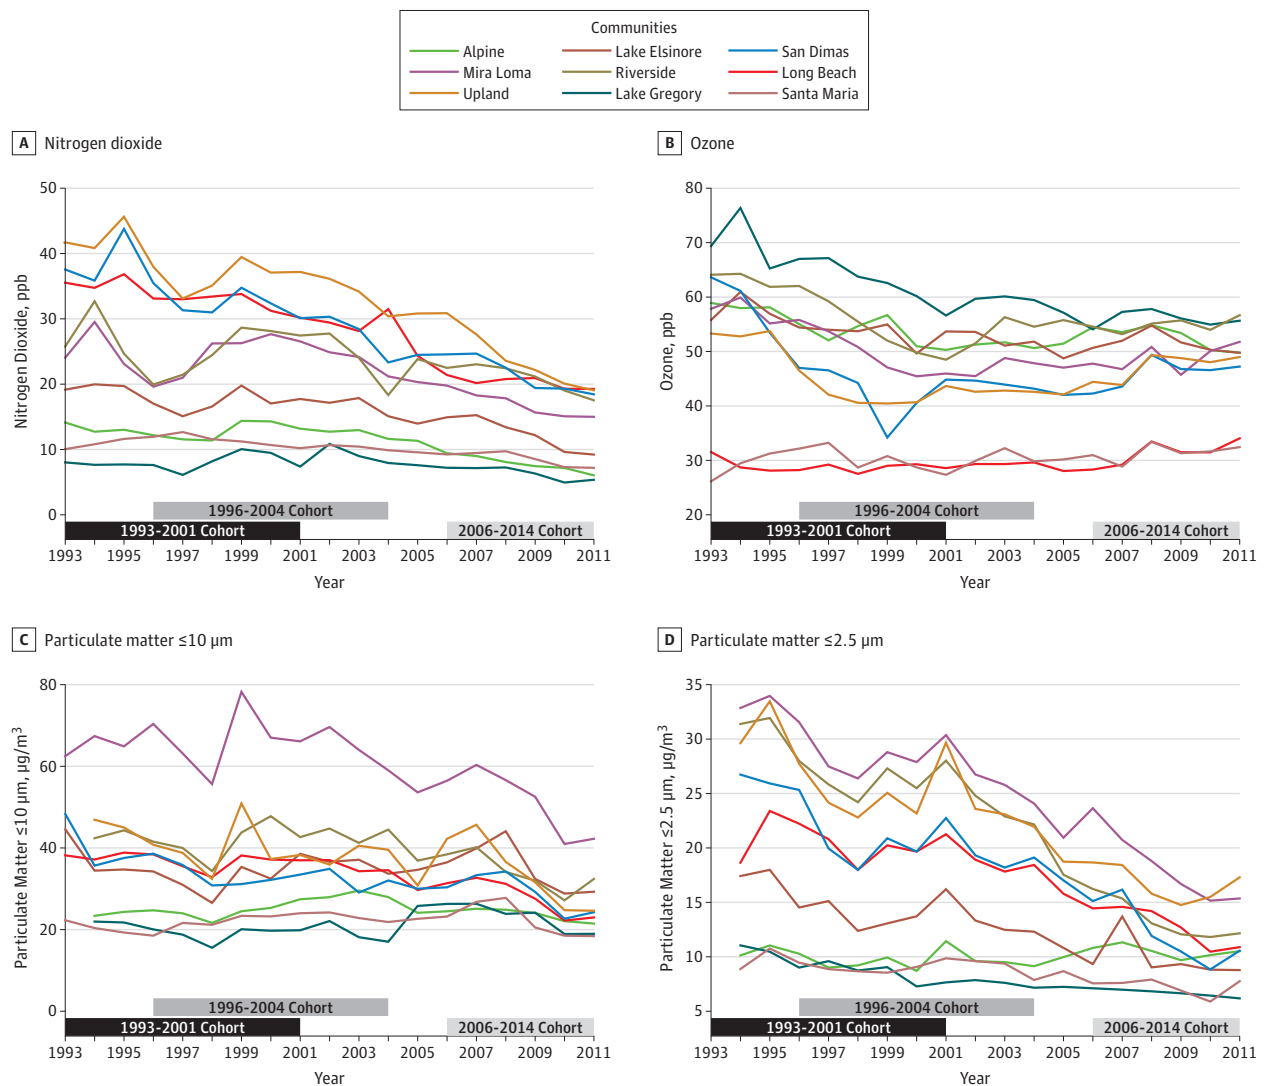 Communities
Alpine Lake Elsinore San Dimas
Mira Loma Riverside Long Beach
Upland Lake Gregory Santa Maria
A Nitrogen dioxide
50
40
30
20
10
0
Nitrogen Dioxide, ppb
1996-2004 Cohort
1993-2001 Cohort 2006-2014 Cohort
1993 1995 1997 1999 2001 2003 2005 2007 2009 2011
Year
B Ozone
80
70
60
50
40
30
20
Ozone, ppb
1996-2004 Cohort
1993-2001 Cohort 2006-2014 Cohort
1993 1995 1997 1999 2001 2003 2005 2007 2009 2011
Year
C Particulate matter ≤10 µm
80
60
40
20
0
Particulate Matter ≤10 µm, µg/m³
1996-2004 Cohort
1993-2001 Cohort 2006-2014 Cohort
1993 1995 1997 1999 2001 2003 2005 2007 2009 2011
Year
D Particulate matter ≤2.5 µm
35
30
25
20
15
10
5
Particulate Matter ≤2.5 µm, µg/m³
1996-2004 Cohort
1993-2001 Cohort 2006-2014 Cohort
1993 1995 1997 1999 2001 2003 2005 2007 2009 2011
Year